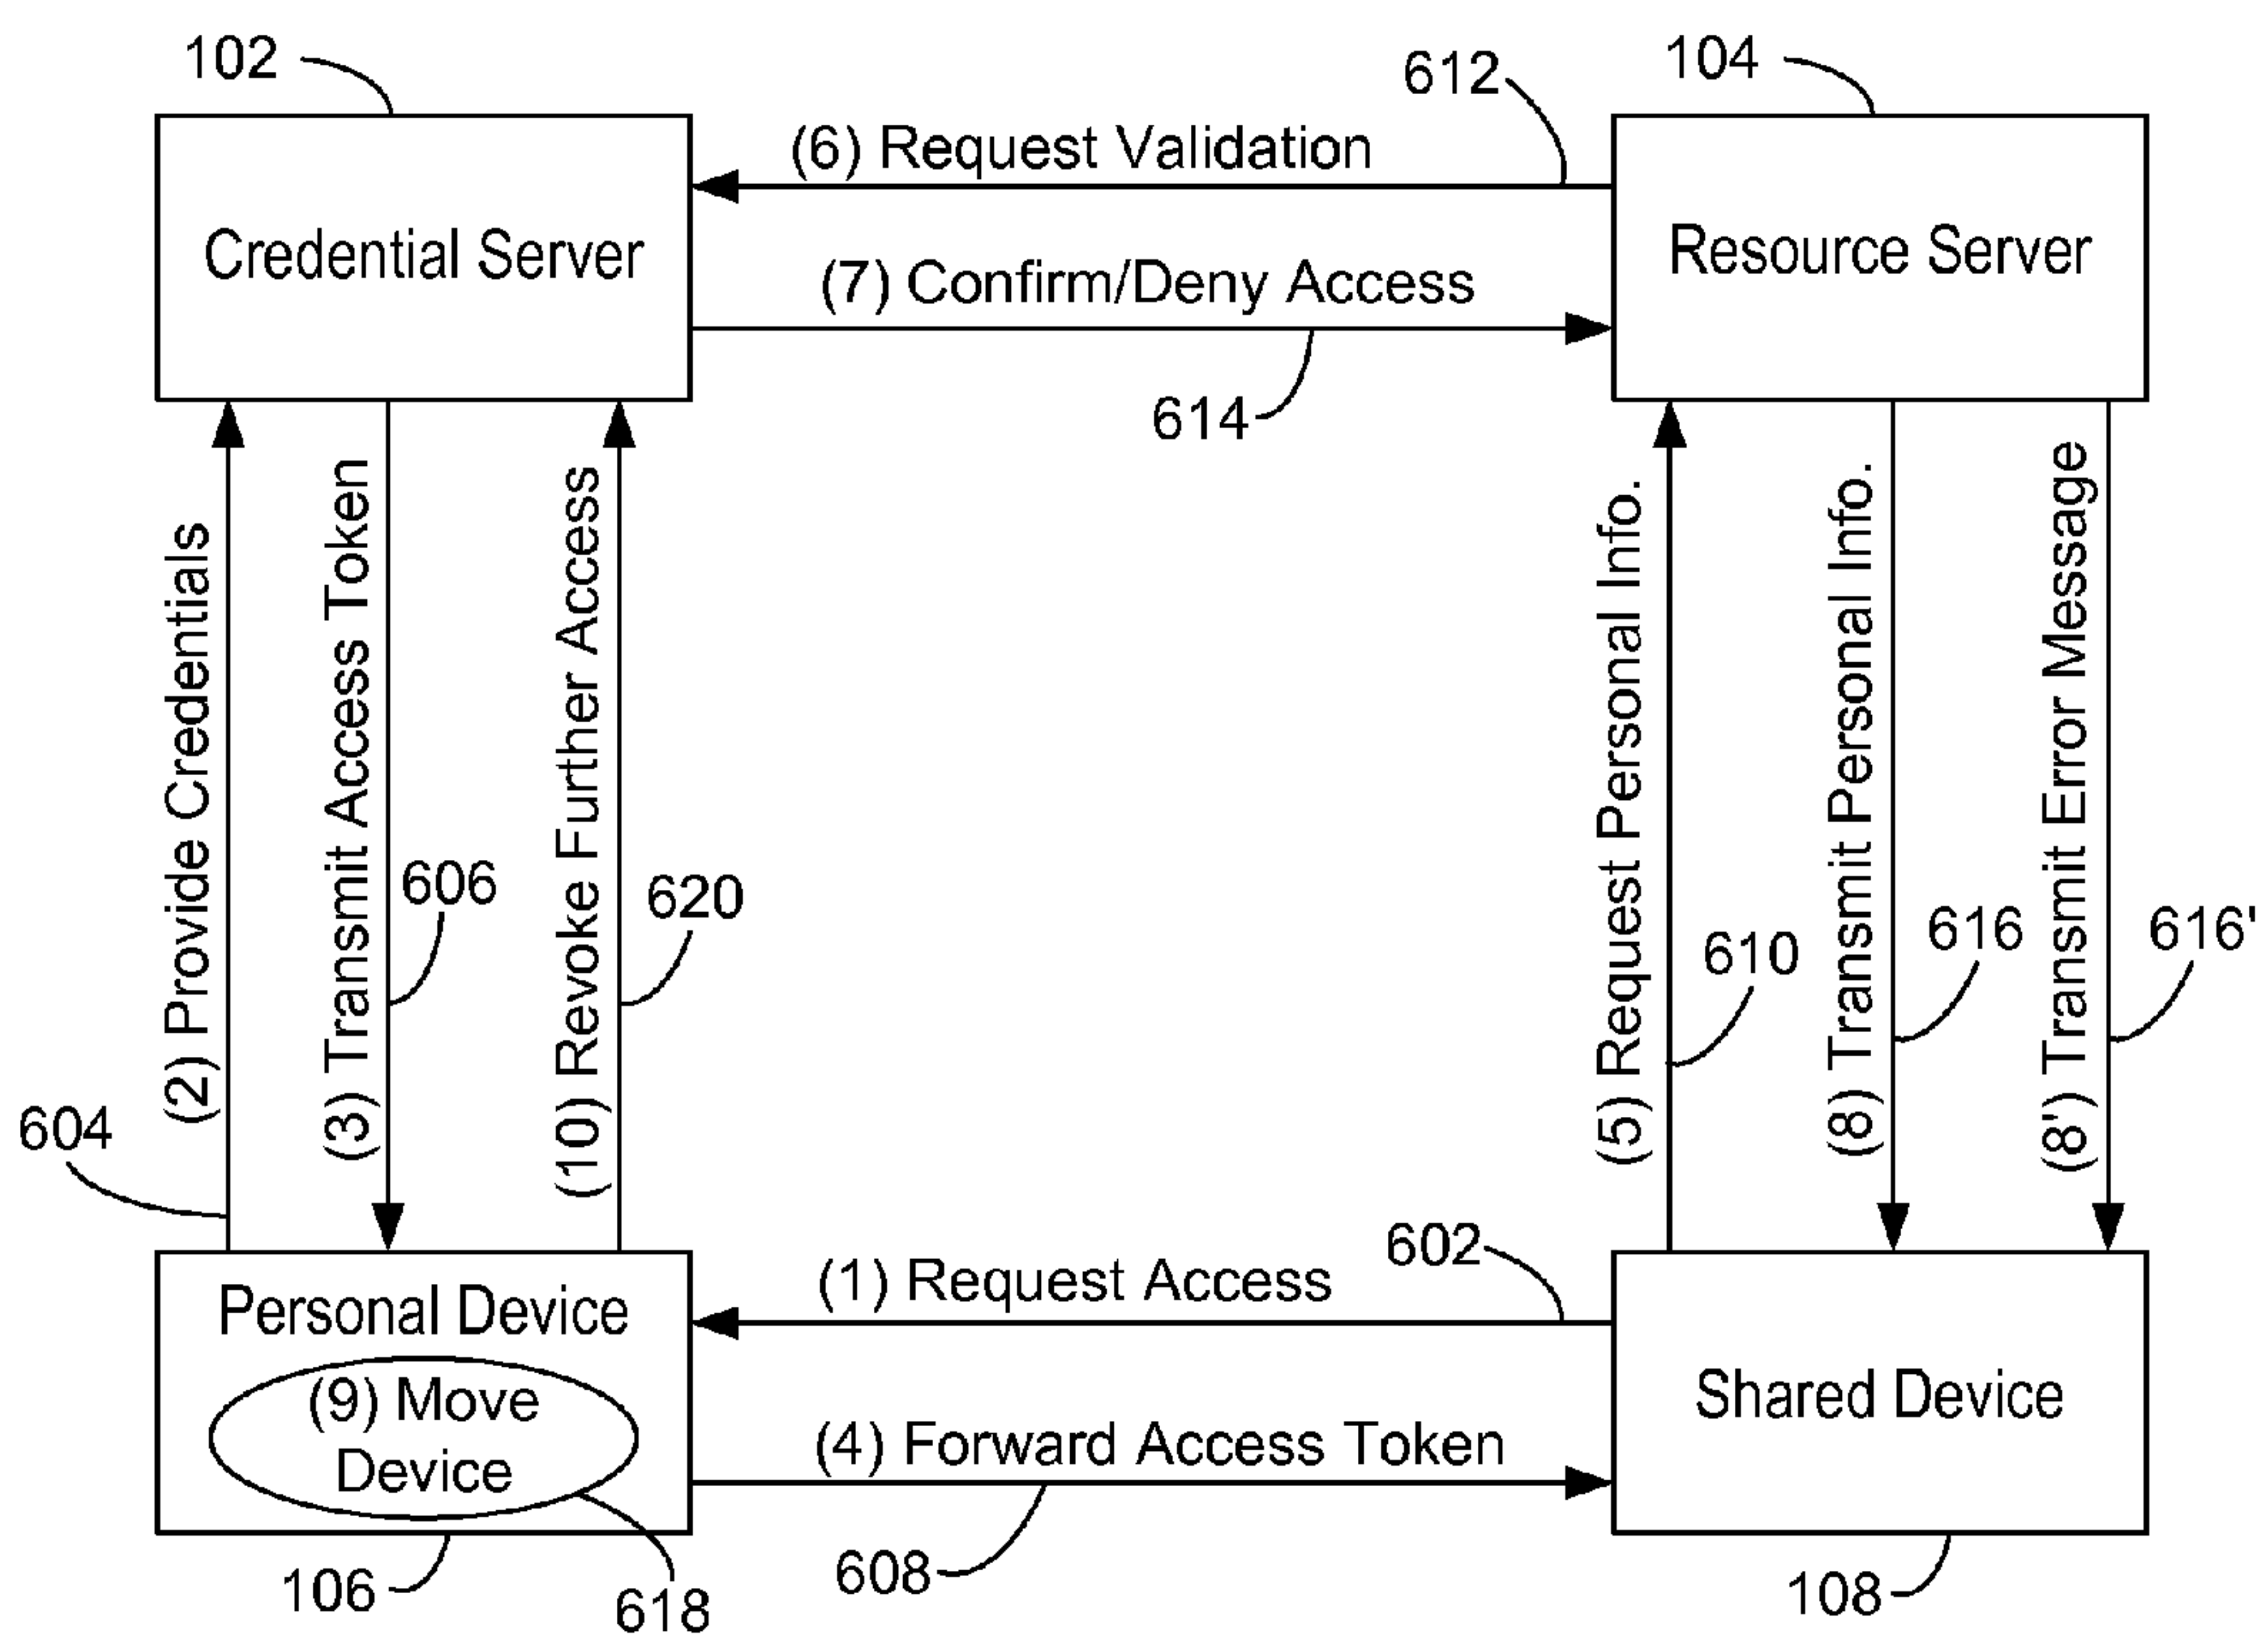 102
104
612
(6) Request Validation
Credential Server
Resource Server
(7) Confirm/Deny Access
614
(2) Provide Credentials
(3) Transmit Access Token
(10) Revoke Further Access
(5) Request Personal Info.
(8) Transmit Personal Info.
(8') Transmit Error Message
606
620
610
616
616'
604
602
(1) Request Access
Personal Device
(9) Move
Device
Shared Device
(4) Forward Access Token
608
106
618
108